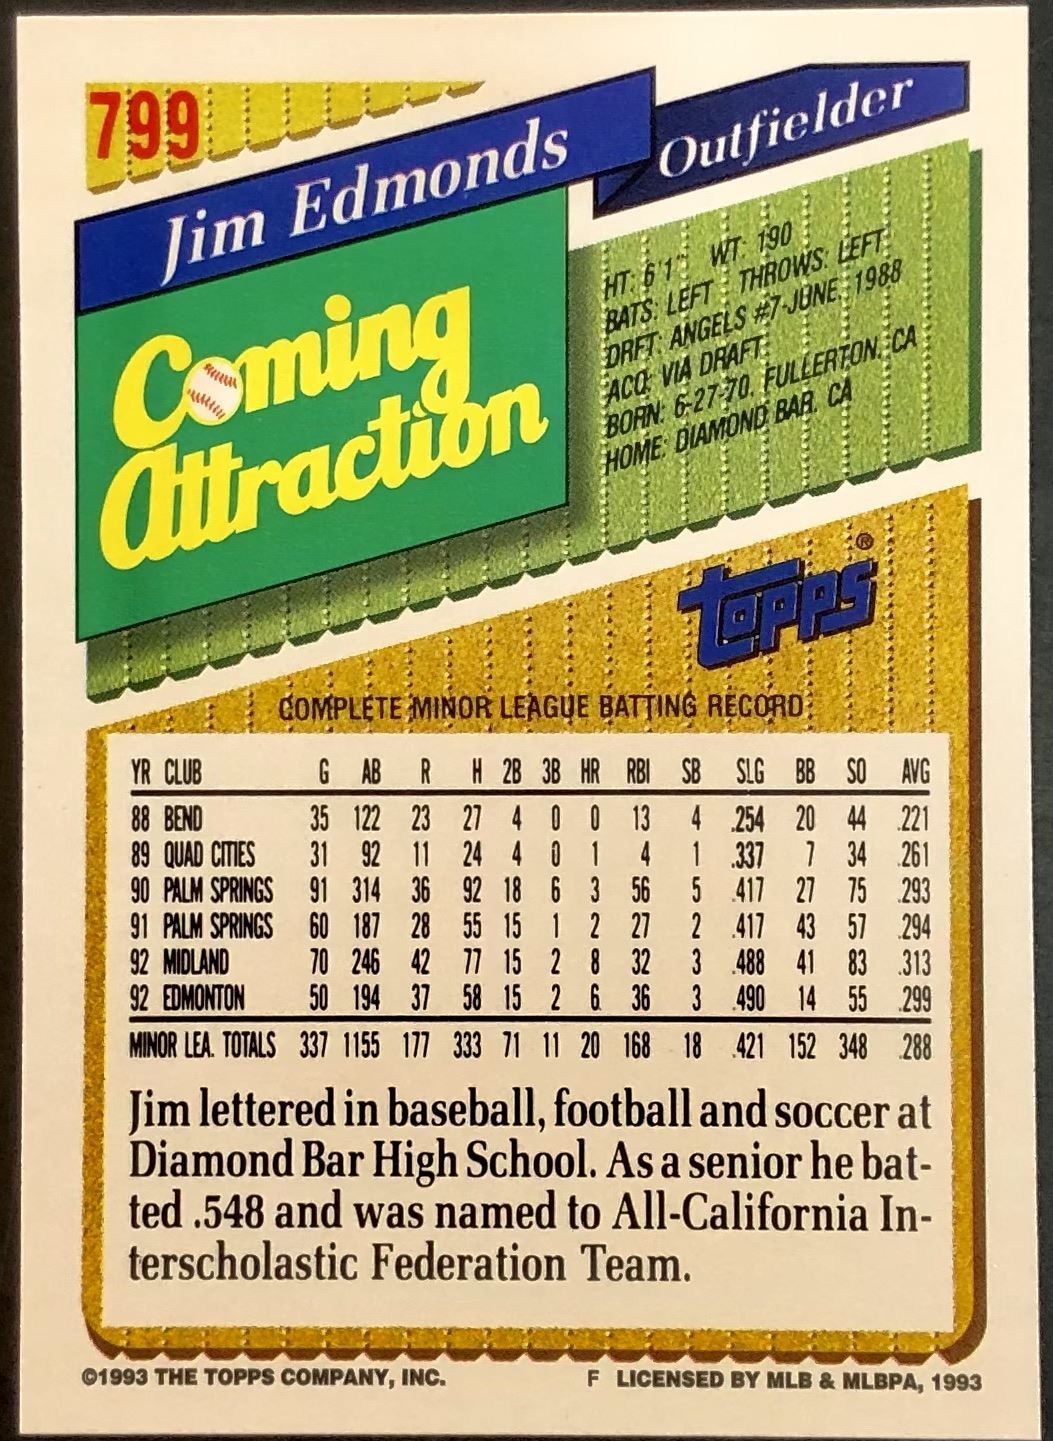 799
Jim Edmonds
Outfielder
Coming
Attraction
HT: 6'1" WT: 190
BATS: LEFT THROWS: LEFT
DRFT: ANGELS #7-JUNE, 1988
ACQ: VIA DRAFT
BORN: 6-27-70, FULLERTON, CA
HOME: DIAMOND BAR, CA
topps®
COMPLETE MINOR LEAGUE BATTING RECORD
YR CLUB G AB R H 2B 3B HR RBI SB SLG BB SO AVG
88 BEND 35 122 23 27 4 0 0 13 4 .254 20 44 .221
89 QUAD CITIES 31 92 11 24 4 0 1 4 1 .337 7 34 .261
90 PALM SPRINGS 91 314 36 92 18 6 3 56 5 .417 27 75 .293
91 PALM SPRINGS 60 187 28 55 15 1 2 27 2 .417 43 57 .294
92 MIDLAND 70 246 42 77 15 2 8 32 3 .488 41 83 .313
92 EDMONTON 50 194 37 58 15 2 6 36 3 .490 14 55 .299
MINOR LEA. TOTALS 337 1155 177 333 71 11 20 168 18 .421 152 348 .288
Jim lettered in baseball, football and soccer at
Diamond Bar High School. As a senior he bat-
ted .548 and was named to All-California In-
terscholastic Federation Team.
©1993 THE TOPPS COMPANY, INC.
F LICENSED BY MLB & MLBPA, 1993